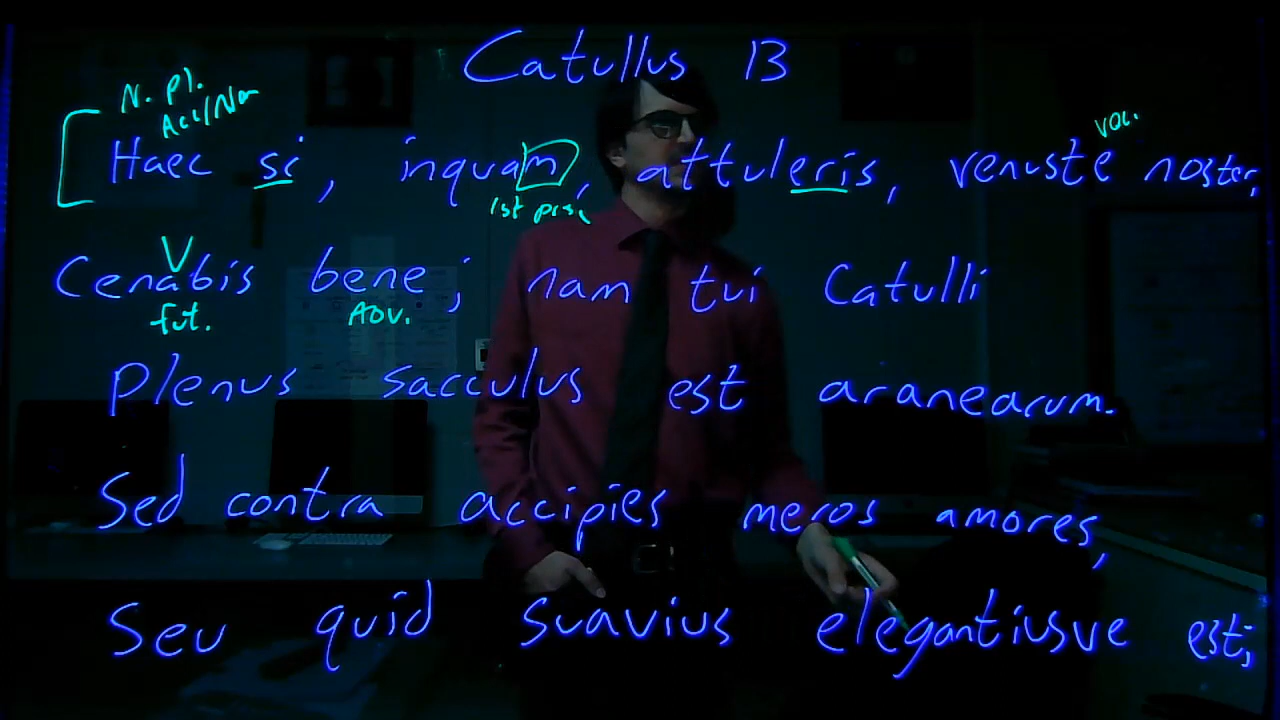 Catullus 13
N. pl.
Acc/Nom
voc.
Haec si, inquam, attuleris, venuste noster,
1st pers.
V
Cenabis bene; nam tui Catulli
fut. ADV.
Plenus sacculus est aranearum.
Sed contra accipies meros amores,
Seu quid suavius elegantiusve est;